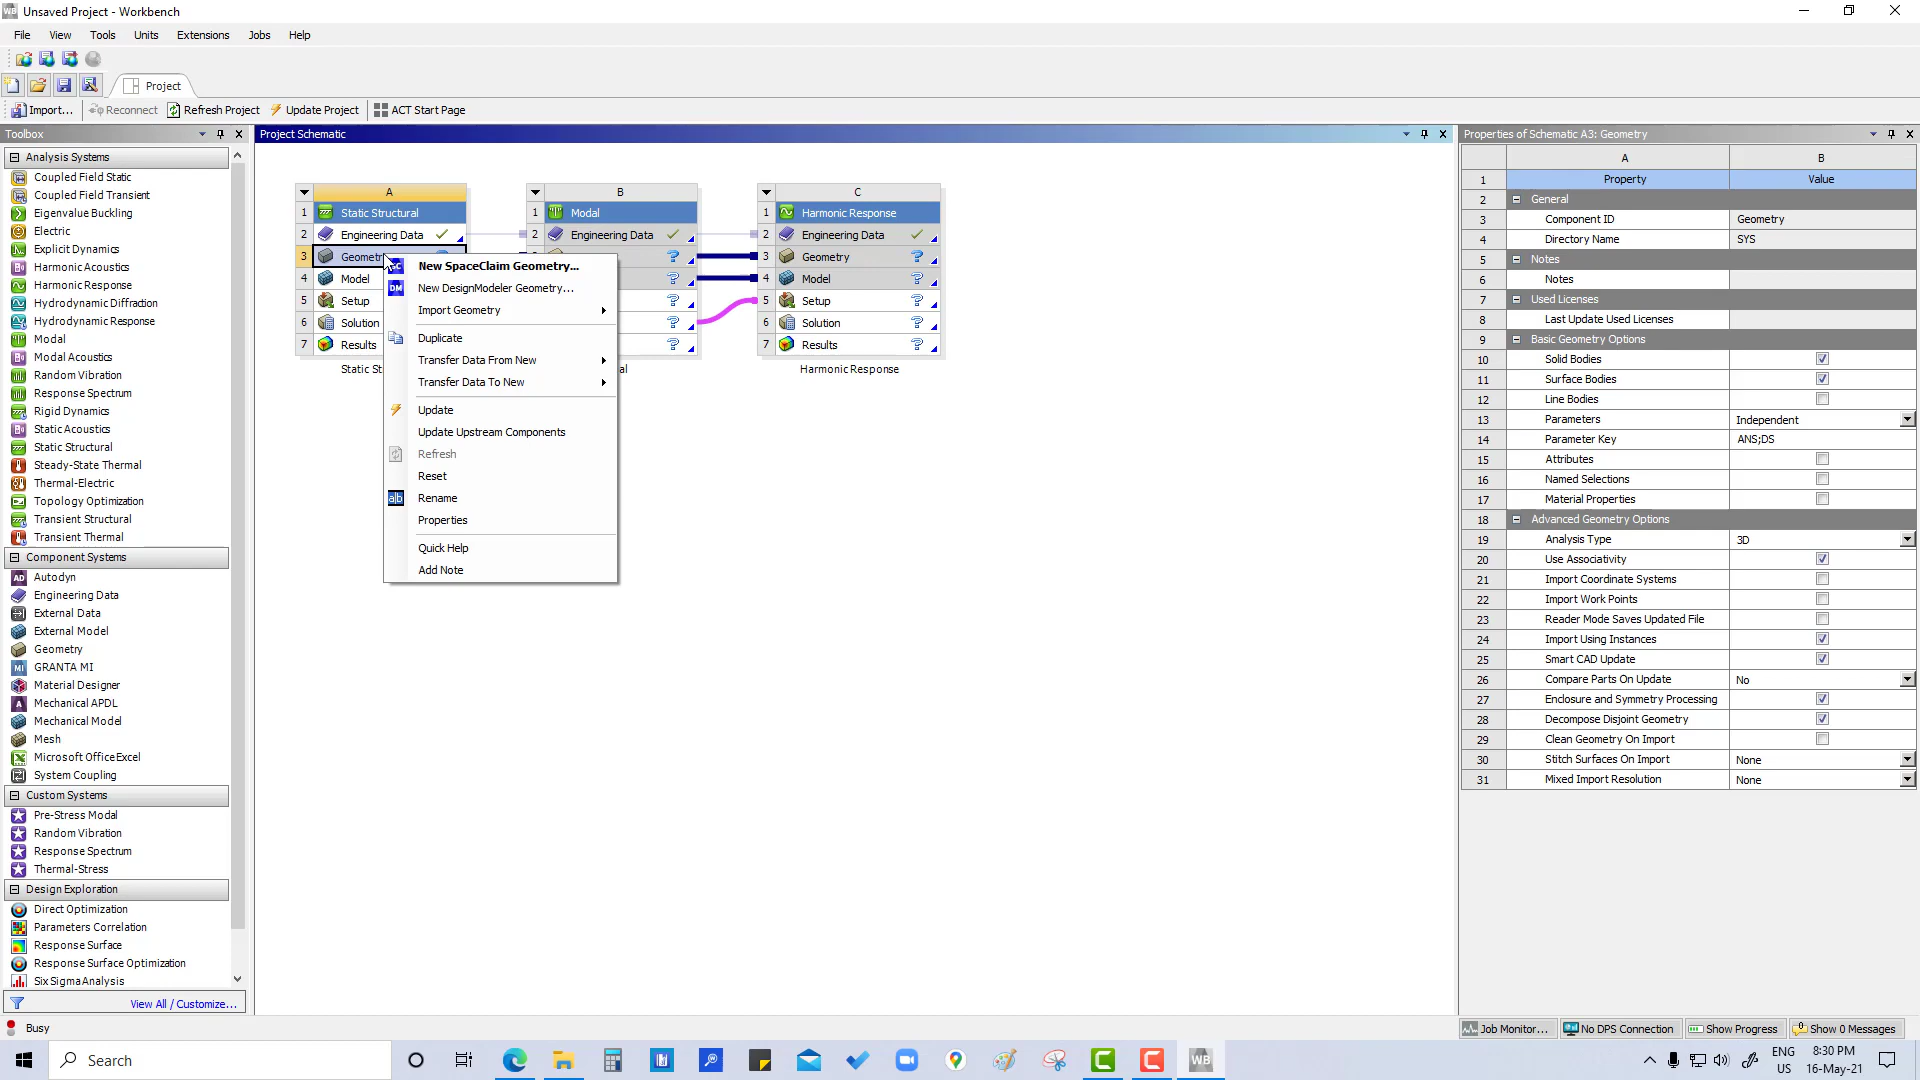 WB Unsaved Project - Workbench
File View Tools Units Extensions Jobs Help
Project
Import... Reconnect Refresh Project Update Project ACT Start Page
Toolbox
Analysis Systems
Coupled Field Static
Coupled Field Transient
Eigenvalue Buckling
Electric
Explicit Dynamics
Harmonic Acoustics
Harmonic Response
Hydrodynamic Diffraction
Hydrodynamic Response
Modal
Modal Acoustics
Random Vibration
Response Spectrum
Rigid Dynamics
Static Acoustics
Static Structural
Steady-State Thermal
Thermal-Electric
Topology Optimization
Transient Structural
Transient Thermal
Component Systems
AD Autodyn
Engineering Data
External Data
External Model
Geometry
MI GRANTA MI
Material Designer
A Mechanical APDL
Mechanical Model
Mesh
Microsoft Office Excel
System Coupling
Custom Systems
Pre-Stress Modal
Random Vibration
Response Spectrum
Thermal-Stress
Design Exploration
Direct Optimization
Parameters Correlation
Response Surface
Response Surface Optimization
Six Sigma Analysis
View All / Customize...
Project Schematic
A
1 Static Structural
2 Engineering Data
3 Geometr
4 Model
5 Setup
6 Solution
7 Results
Static St
B
1 Modal
2 Engineering Data
al
C
1 Harmonic Response
2 Engineering Data
3 Geometry
4 Model
5 Setup
6 Solution
7 Results
Harmonic Response
SC New SpaceClaim Geometry...
DM New DesignModeler Geometry...
Import Geometry
Duplicate
Transfer Data From New
Transfer Data To New
Update
Update Upstream Components
Refresh
Reset
a|b Rename
Properties
Quick Help
Add Note
Properties of Schematic A3: Geometry
A B
1 Property Value
2 General
3 Component ID Geometry
4 Directory Name SYS
5 Notes
6 Notes
7 Used Licenses
8 Last Update Used Licenses
9 Basic Geometry Options
10 Solid Bodies
11 Surface Bodies
12 Line Bodies
13 Parameters Independent
14 Parameter Key ANS;DS
15 Attributes
16 Named Selections
17 Material Properties
18 Advanced Geometry Options
19 Analysis Type 3D
20 Use Associativity
21 Import Coordinate Systems
22 Import Work Points
23 Reader Mode Saves Updated File
24 Import Using Instances
25 Smart CAD Update
26 Compare Parts On Update No
27 Enclosure and Symmetry Processing
28 Decompose Disjoint Geometry
29 Clean Geometry On Import
30 Stitch Surfaces On Import None
31 Mixed Import Resolution None
Busy
Job Monitor... No DPS Connection Show Progress Show 0 Messages
Search
WB
ENG
US
8:30 PM
16-May-21